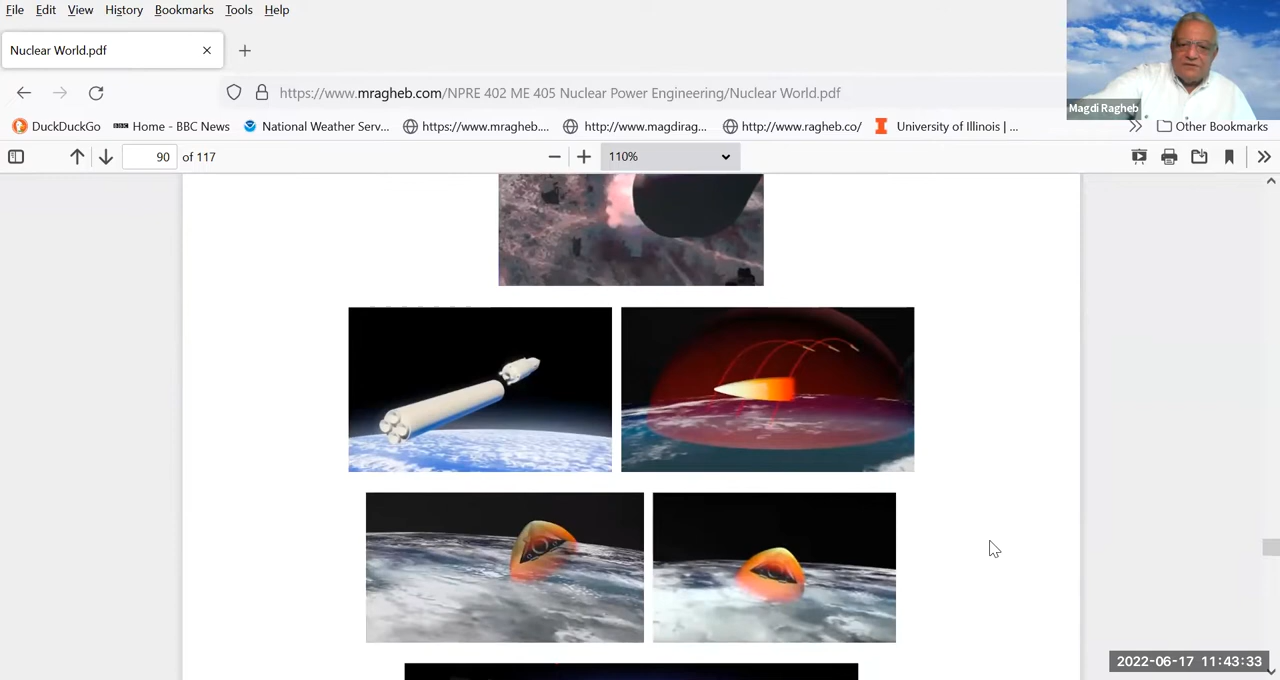 File Edit View History Bookmarks Tools Help
Nuclear World.pdf
https://www.mragheb.com/NPRE 402 ME 405 Nuclear Power Engineering/Nuclear World.pdf
Magdi Ragheb
DuckDuckGo BBC Home - BBC News National Weather Serv... https://www.mragheb.... http://www.magdirag... http://www.ragheb.co/ University of Illinois | ... Other Bookmarks
90 of 117 110%
2022-06-17 11:43:33